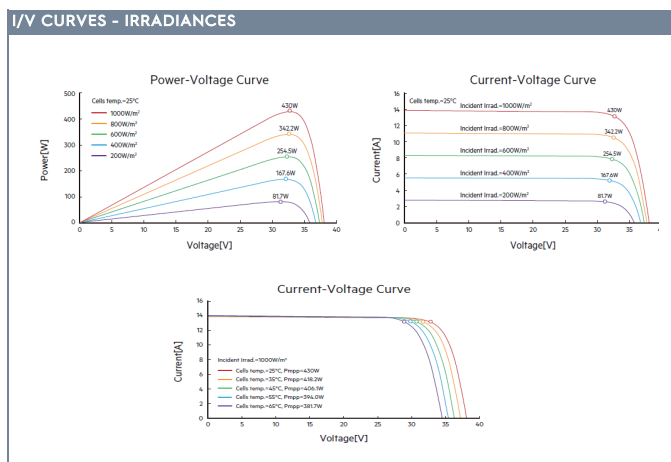 I/V CURVES - IRRADIANCES
Power-Voltage Curve
Power[W]
500
400
300
200
100
0
Cells temp.=25°C
1000W/m²
800W/m²
600W/m²
400W/m²
200W/m²
430W
342.2W
254.5W
167.6W
81.7W
0 5 10 15 20 25 30 35 40
Voltage[V]
Current-Voltage Curve
Current[A]
16
14
12
10
8
6
4
2
0
Cells temp.=25°C
Incident Irrad.=1000W/m²
430W
Incident Irrad.=800W/m²
342.2W
Incident Irrad.=600W/m²
254.5W
Incident Irrad.=400W/m²
167.6W
Incident Irrad.=200W/m²
81.7W
0 5 10 15 20 25 30 35
Voltage[V]
Current-Voltage Curve
Current[A]
16
14
12
10
8
6
4
2
0
Incident Irrad.=1000W/m²
Cells temp.=25°C, Pmpp=430W
Cells temp.=35°C, Pmpp=418.2W
Cells temp.=45°C, Pmpp=406.1W
Cells temp.=55°C, Pmpp=394.0W
Cells temp.=65°C, Pmpp=381.7W
0 5 10 15 20 25 30 35 40
Voltage[V]